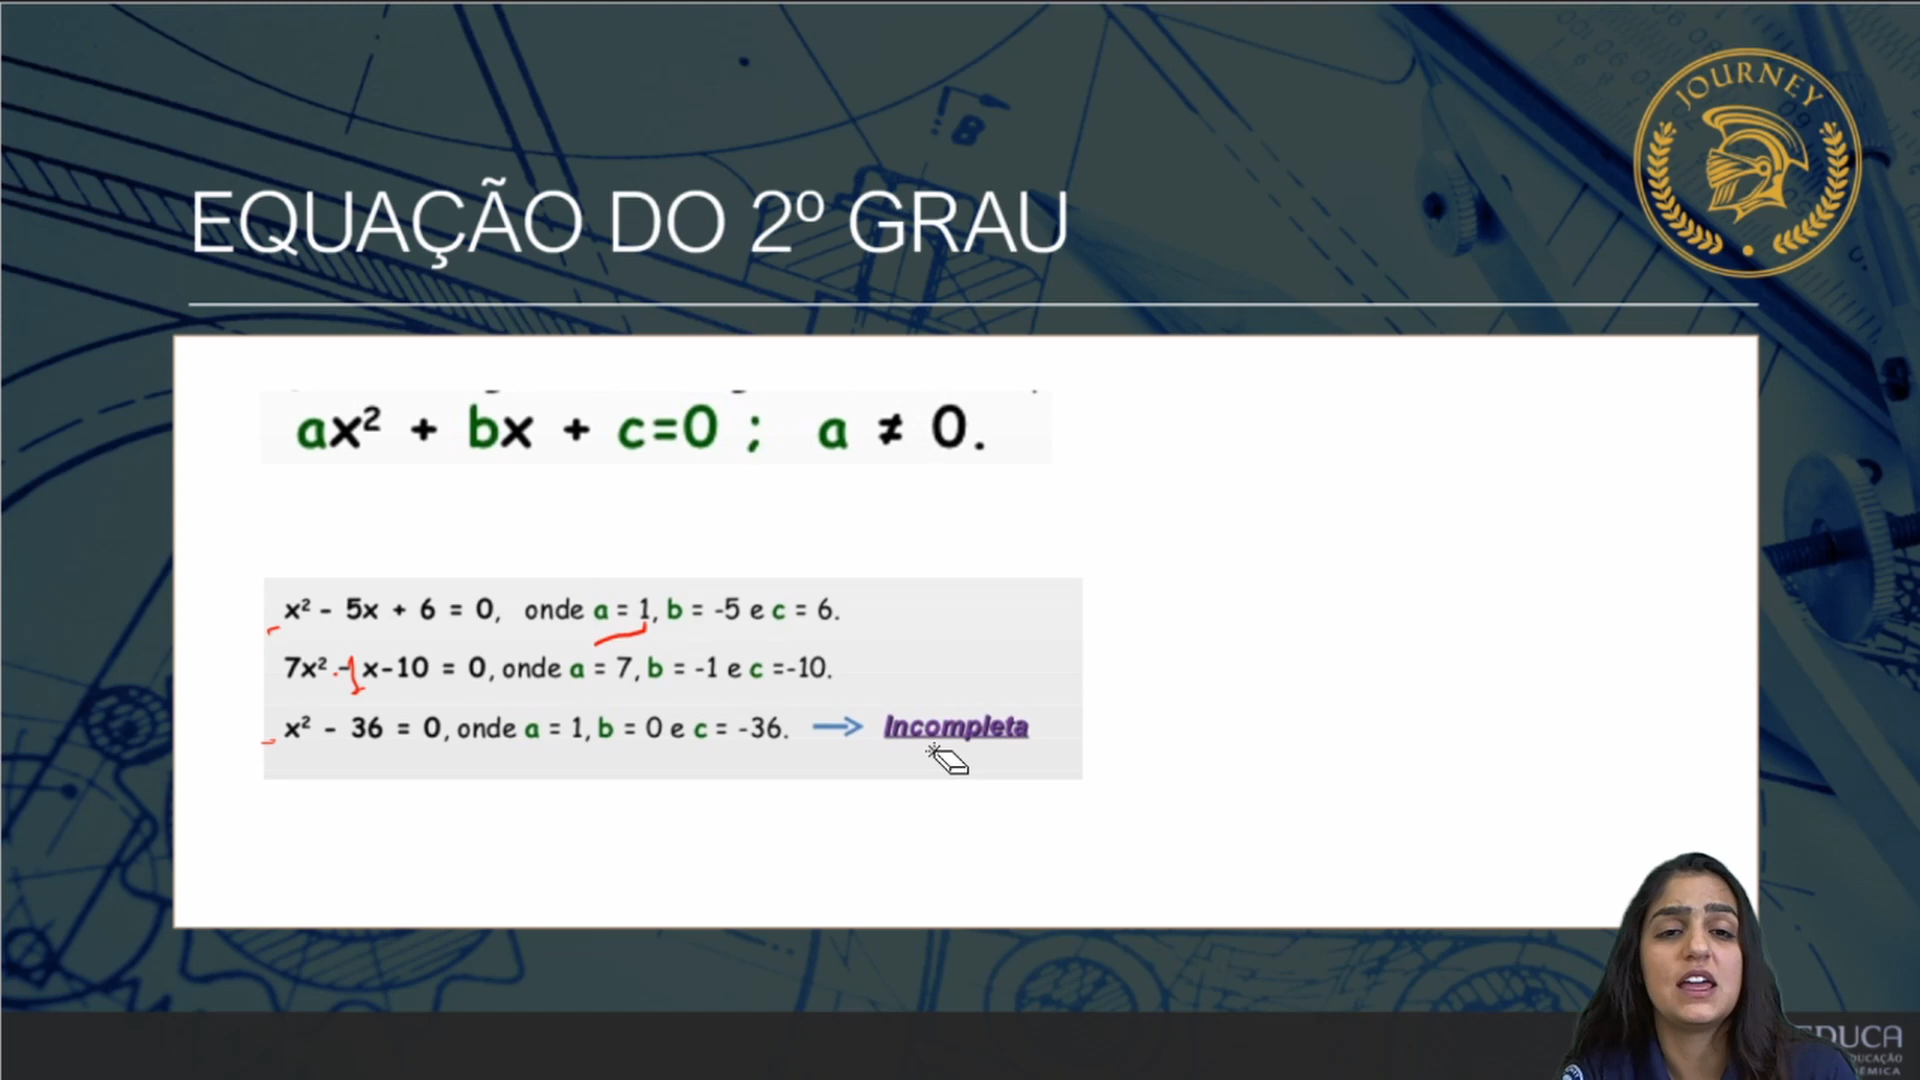 JOURNEY
EQUAÇÃO DO 2º GRAU
ax² + bx + c=0 ; a ≠ 0.
x² - 5x + 6 = 0, onde a = 1, b = -5 e c = 6.
7x² - 1x-10 = 0, onde a = 7, b = -1 e c =-10.
x² - 36 = 0, onde a = 1, b = 0 e c = -36. → Incompleta
EDUCA